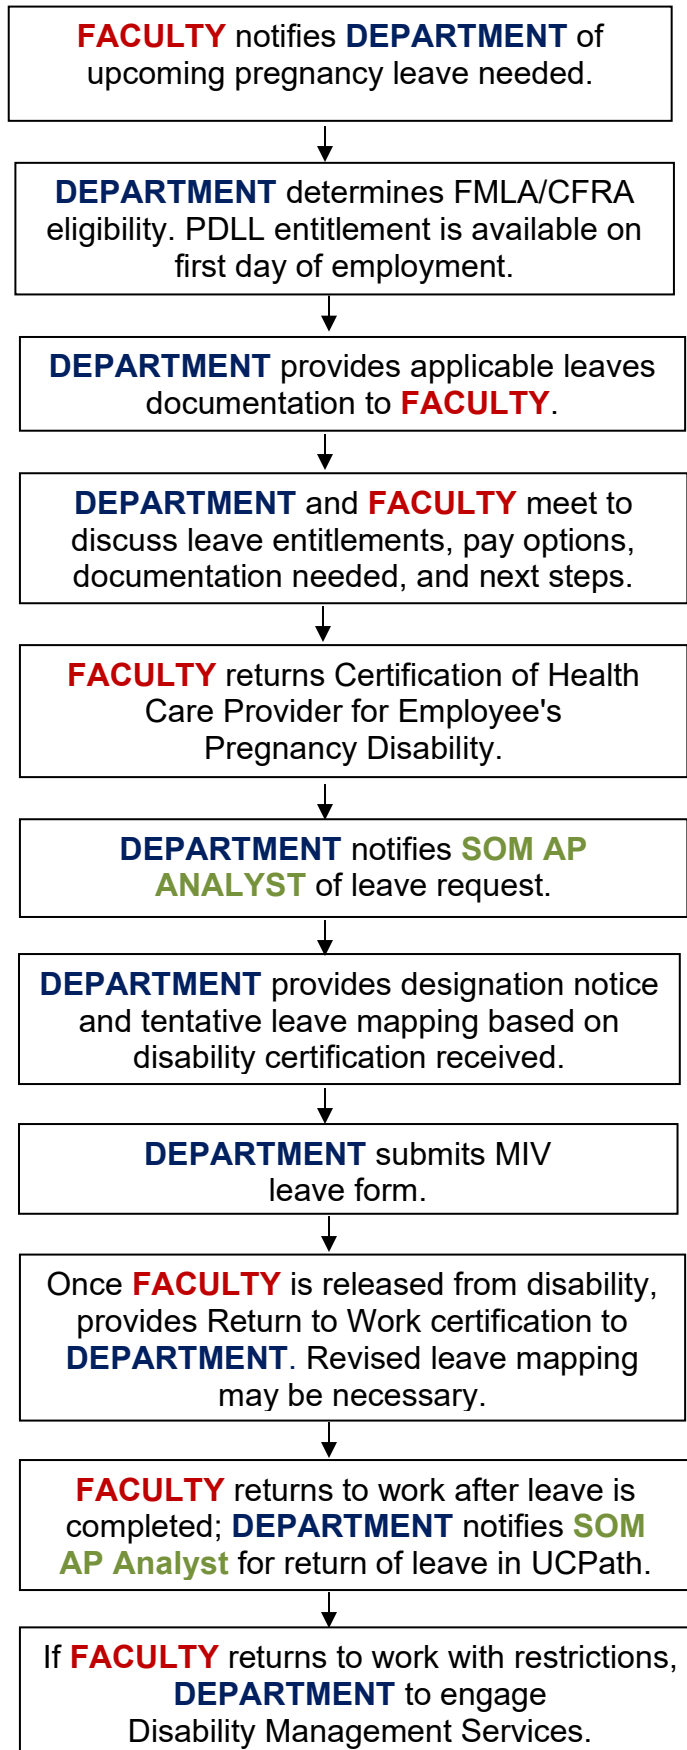 FACULTY notifies DEPARTMENT of
upcoming pregnancy leave needed.
DEPARTMENT determines FMLA/CFRA
eligibility. PDLL entitlement is available on
first day of employment.
DEPARTMENT provides applicable leaves
documentation to FACULTY.
DEPARTMENT and FACULTY meet to
discuss leave entitlements, pay options,
documentation needed, and next steps.
FACULTY returns Certification of Health
Care Provider for Employee's
Pregnancy Disability.
DEPARTMENT notifies SOM AP
ANALYST of leave request.
DEPARTMENT provides designation notice
and tentative leave mapping based on
disability certification received.
DEPARTMENT submits MIV
leave form.
Once FACULTY is released from disability,
provides Return to Work certification to
DEPARTMENT. Revised leave mapping
may be necessary.
FACULTY returns to work after leave is
completed; DEPARTMENT notifies SOM
AP Analyst for return of leave in UCPath.
If FACULTY returns to work with restrictions,
DEPARTMENT to engage
Disability Management Services.